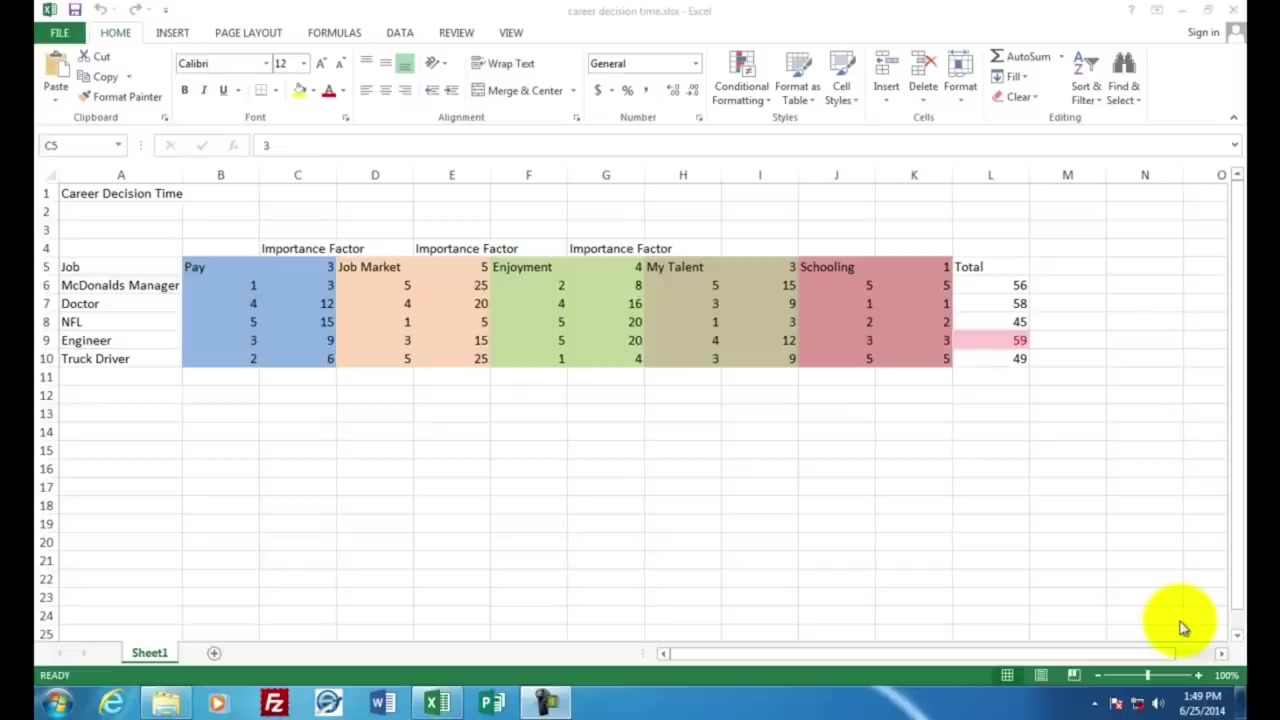 career decision time.xlsx - Excel
?
FILE HOME INSERT PAGE LAYOUT FORMULAS DATA REVIEW VIEW Sign in
Cut
Copy
Format Painter
Paste
Clipboard
Calibri 12 A A
B I U A
Font
Wrap Text
Merge & Center
Alignment
General
$ % ,
Number
Conditional Formatting
Format as Table
Cell Styles
Styles
Insert Delete Format
Cells
AutoSum
Fill
Clear
Sort & Filter
Find & Select
Editing
C5 fx 3
A B C D E F G H I J K L M N O
1 Career Decision Time
2
3
4 Importance Factor Importance Factor Importance Factor
5 Job Pay 3 Job Market 5 Enjoyment 4 My Talent 3 Schooling 1 Total
6 McDonalds Manager 1 3 5 25 2 8 5 15 5 5 56
7 Doctor 4 12 4 20 4 16 3 9 1 1 58
8 NFL 5 15 1 5 5 20 1 3 2 2 45
9 Engineer 3 9 3 15 5 20 4 12 3 3 59
10 Truck Driver 2 6 5 25 1 4 3 9 5 5 49
11
12
13
14
15
16
17
18
19
20
21
22
23
24
25
Sheet1
READY 100%
1:49 PM
6/25/2014